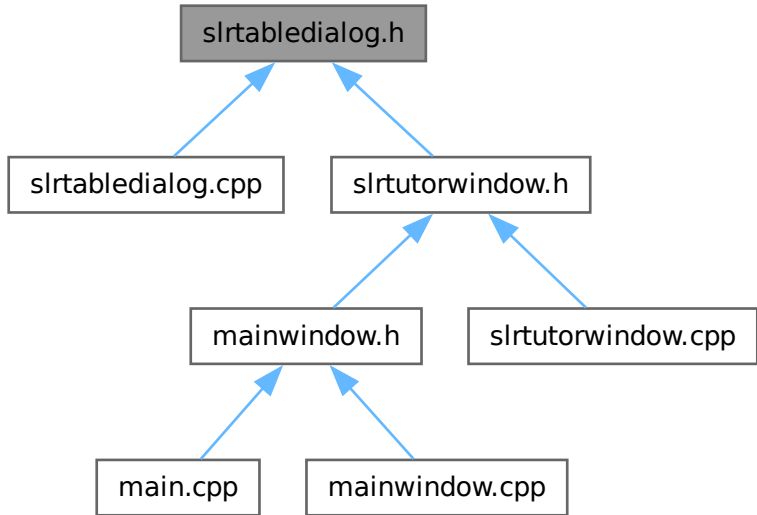 slrtabledialog.h
slrtabledialog.cpp
slrtutorwindow.h
mainwindow.h
slrtutorwindow.cpp
main.cpp
mainwindow.cpp